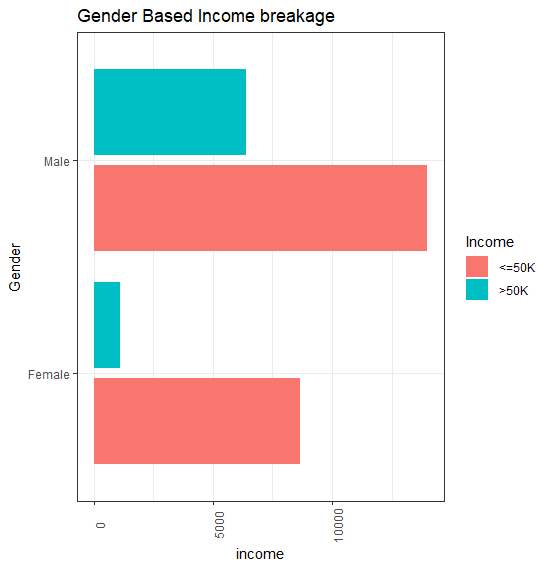 Gender Based Income breakage
Male
Female
Gender
0
5000
10000
income
Income
<=50K
>50K